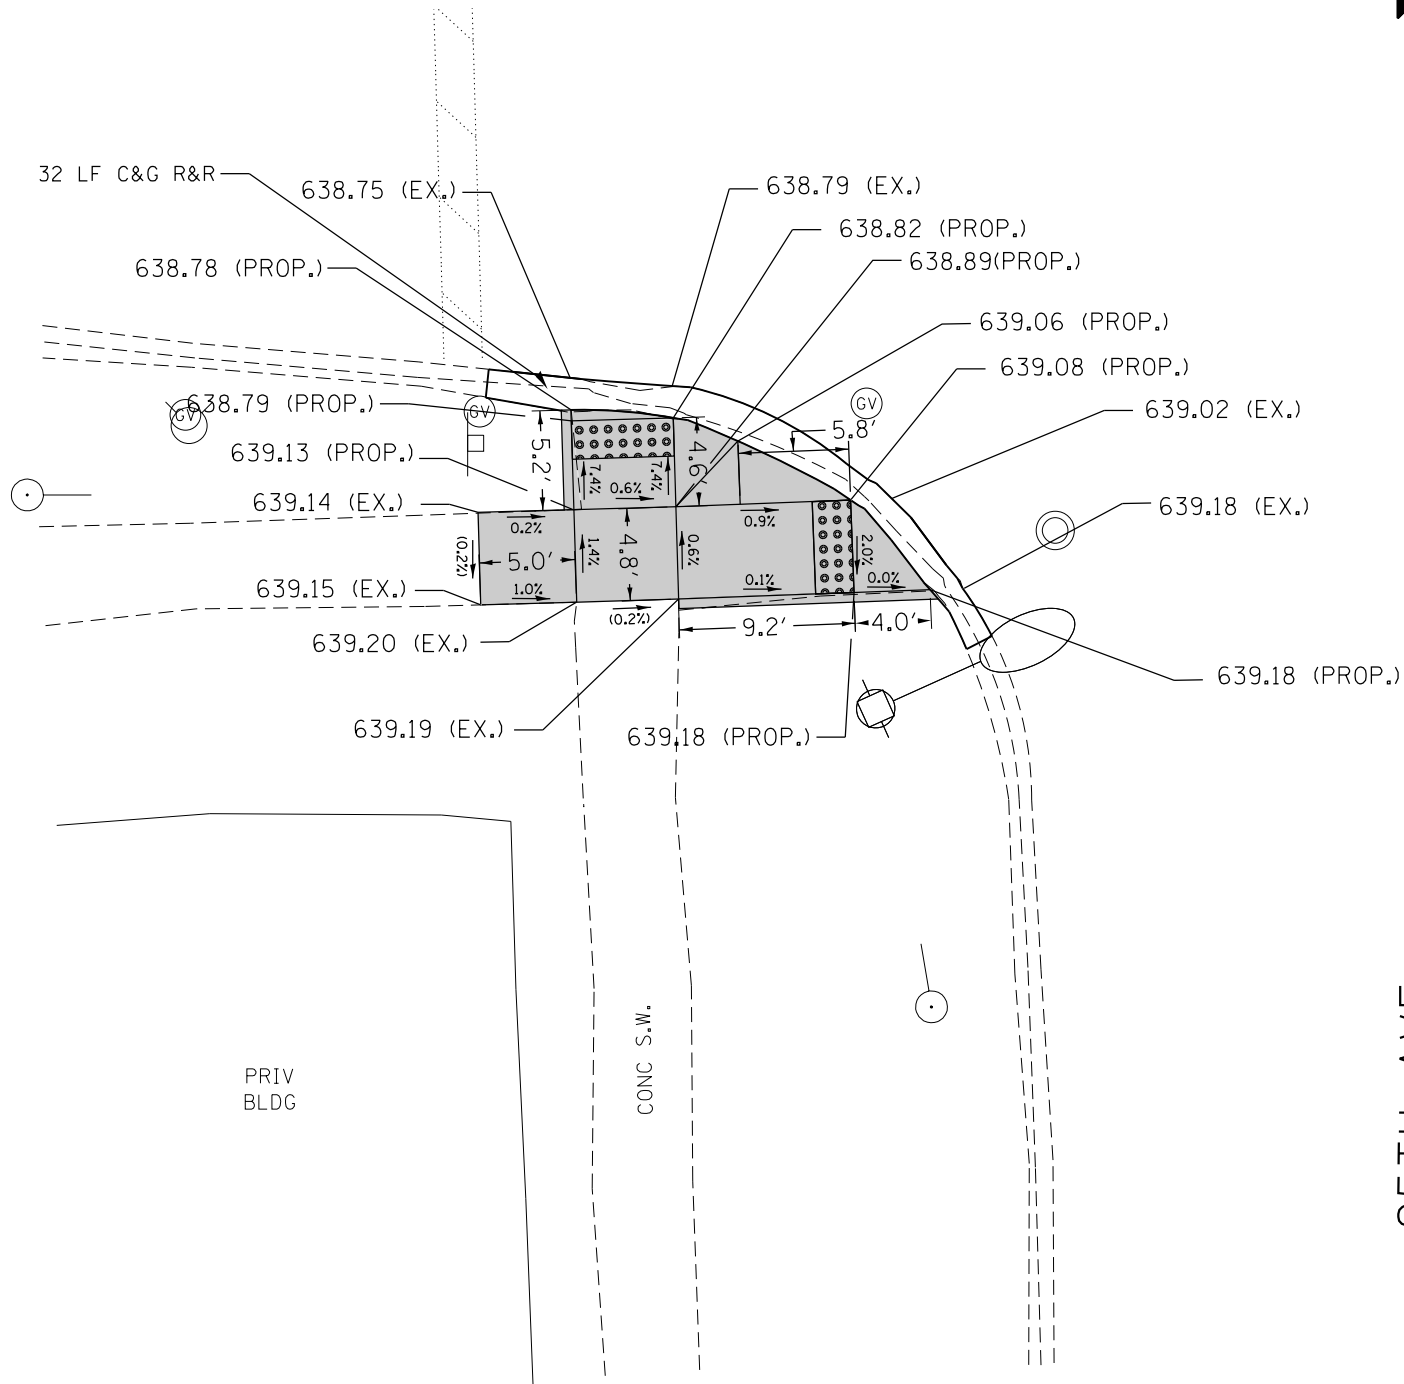 32 LF C&G R&R
638.75 (EX.)
638.79 (EX.)
638.82 (PROP.)
638.78 (PROP.)
638.89(PROP.)
639.06 (PROP.)
639.08 (PROP.)
638.79 (PROP.)
GV
GV
GV
639.02 (EX.)
5.8'
639.13 (PROP.)
5.2'
4.6'
7.4%
7.4%
0.6%
639.14 (EX.)
0.2%
0.9%
639.18 (EX.)
(0.2%)
5.0'
1.4%
4.8'
0.6%
2.0%
639.15 (EX.)
1.0%
0.1%
0.0%
(0.2%)
9.2'
4.0'
639.20 (EX.)
639.18 (PROP.)
639.19 (EX.)
639.18 (PROP.)
CONC S.W.
PRIV
BLDG